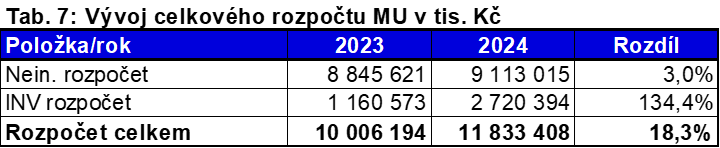 Tab. 7: Vývoj celkového rozpočtu MU v tis. Kč
Položka/rok 2023 2024 Rozdíl
Nein. rozpočet 8 845 621 9 113 015 3,0%
INV rozpočet 1 160 573 2 720 394 134,4%
Rozpočet celkem 10 006 194 11 833 408 18,3%